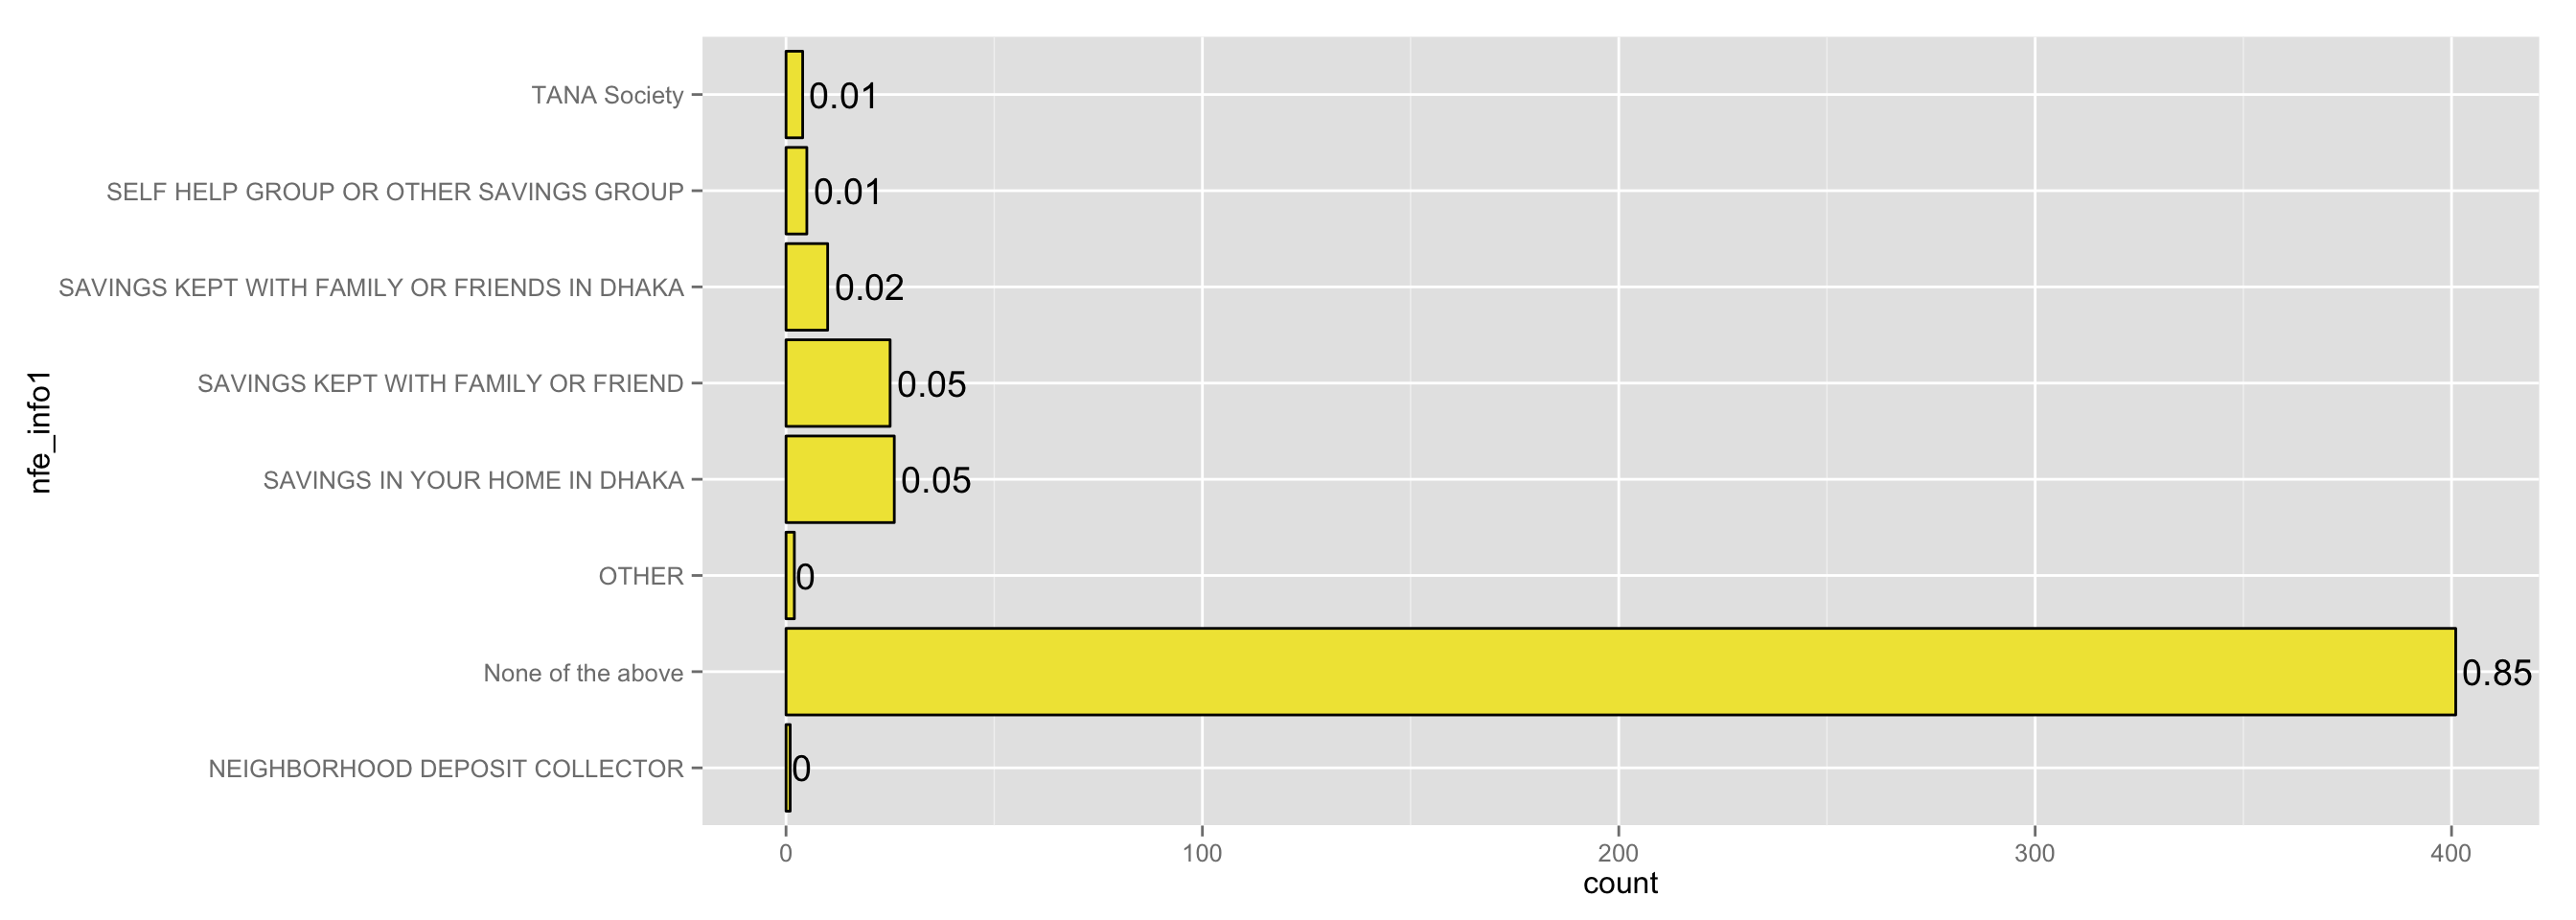 TANA Society
0.01
SELF HELP GROUP OR OTHER SAVINGS GROUP
0.01
SAVINGS KEPT WITH FAMILY OR FRIENDS IN DHAKA
0.02
SAVINGS KEPT WITH FAMILY OR FRIEND
0.05
SAVINGS IN YOUR HOME IN DHAKA
0.05
OTHER
0
None of the above
0.85
NEIGHBORHOOD DEPOSIT COLLECTOR
0
nfe_info1
0 100 200 300 400
count